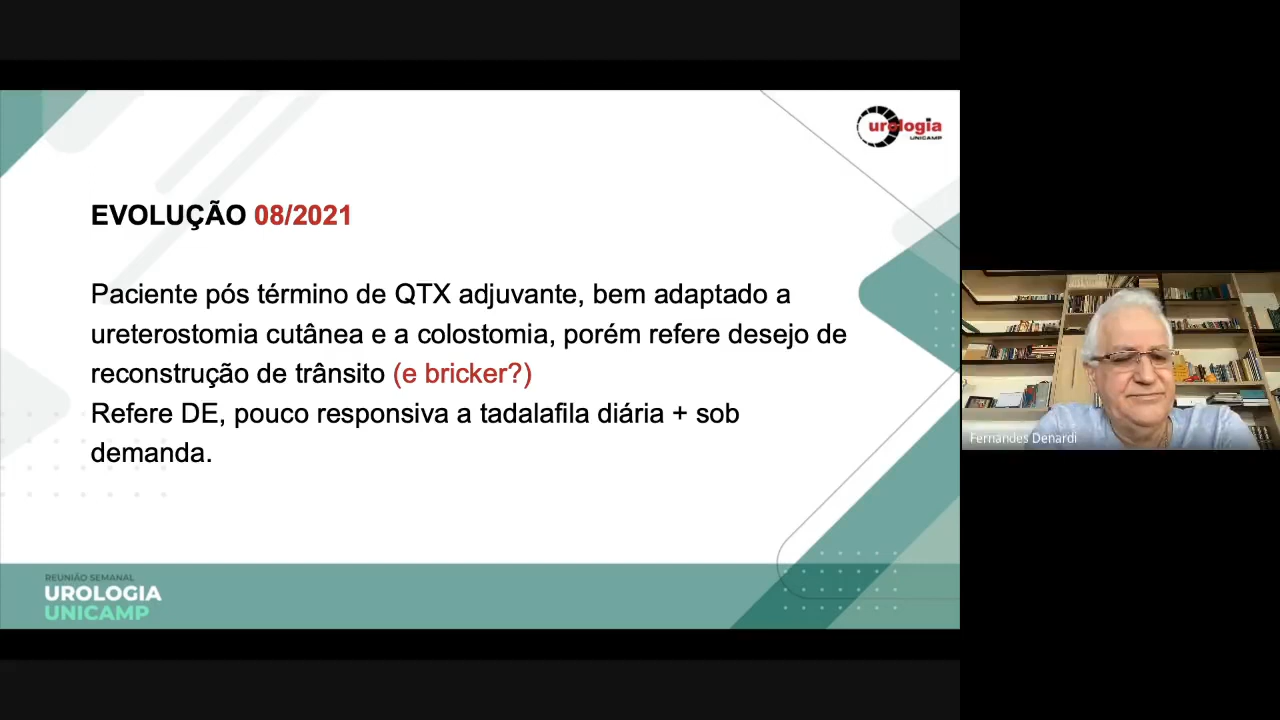 urologia
UNICAMP
EVOLUÇÃO 08/2021
Paciente pós término de QTX adjuvante, bem adaptado a
ureterostomia cutânea e a colostomia, porém refere desejo de
reconstrução de trânsito (e bricker?)
Refere DE, pouco responsiva a tadalafila diária + sob
demanda.
Fernandes Denardi
REUNIÃO SEMANAL
UROLOGIA
UNICAMP